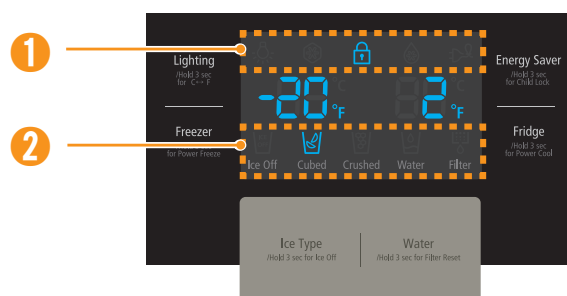 1
Lighting
/Hold 3 sec
for C↔F
Energy Saver
/Hold 3 sec
for Child Lock
-20 °F
2 °F
2
Freezer
for Power Freeze
Fridge
/Hold 3 sec
for Power Cool
Ice Off Cubed Crushed Water Filter
Ice Type
/Hold 3 sec for Ice Off
Water
/Hold 3 sec for Filter Reset